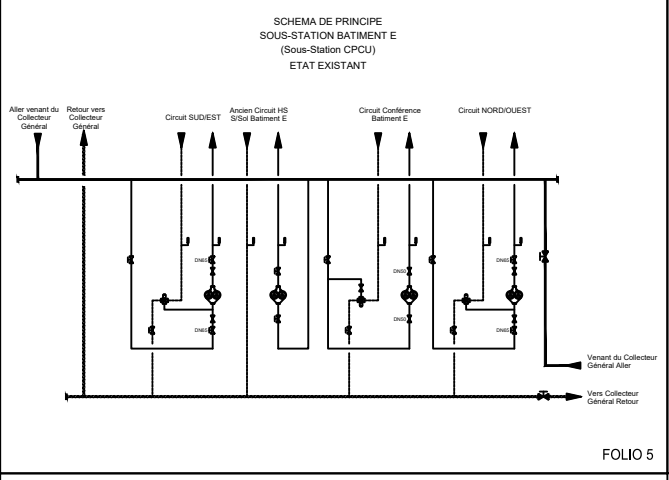 SCHEMA DE PRINCIPE
SOUS-STATION BATIMENT E
(Sous-Station CPCU)
ETAT EXISTANT
Aller venant du
Collecteur
Général
Retour vers
Collecteur
Général
Circuit SUD/EST
Ancien Circuit HS
S/Sol Batiment E
Circuit Conférence
Batiment E
Circuit NORD/OUEST
DN65
DN65
DN50
DN50
DN65
DN65
Venant du Collecteur
Général Aller
Vers Collecteur
Général Retour
FOLIO 5